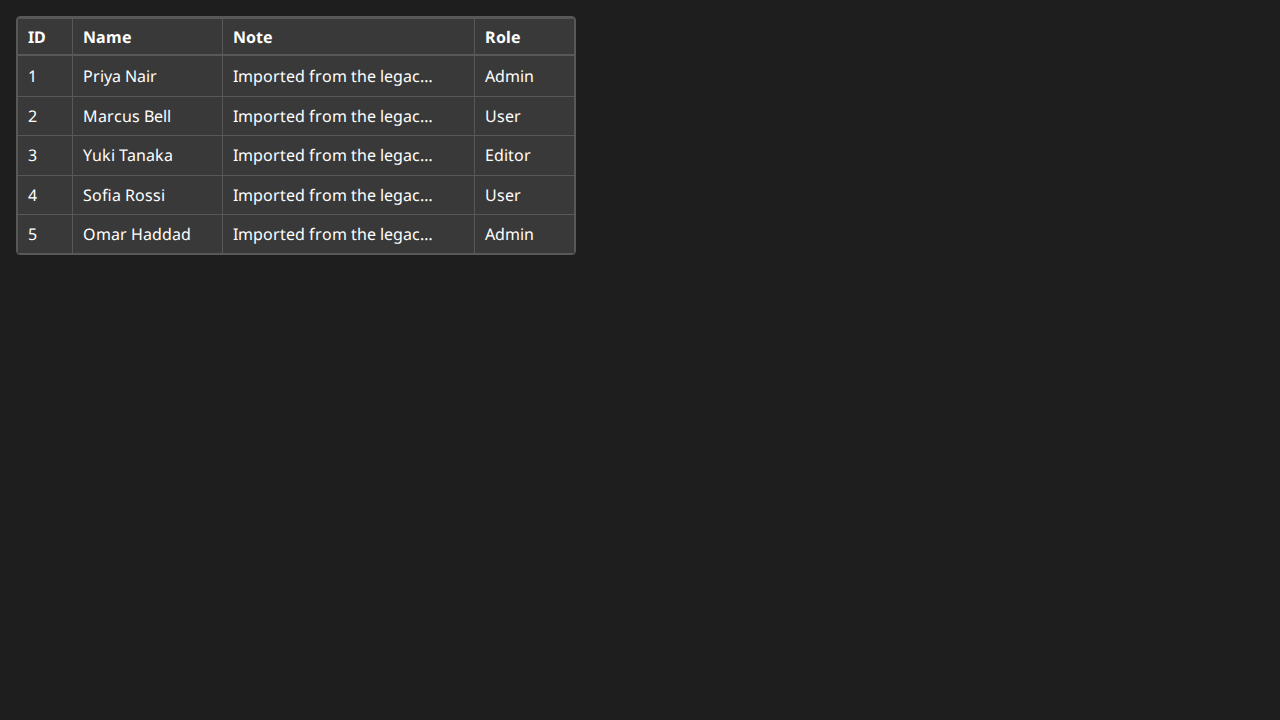 ID Name Note Role
1 Priya Nair Imported from the legac... Admin
2 Marcus Bell Imported from the legac... User
3 Yuki Tanaka Imported from the legac... Editor
4 Sofia Rossi Imported from the legac... User
5 Omar Haddad Imported from the legac... Admin